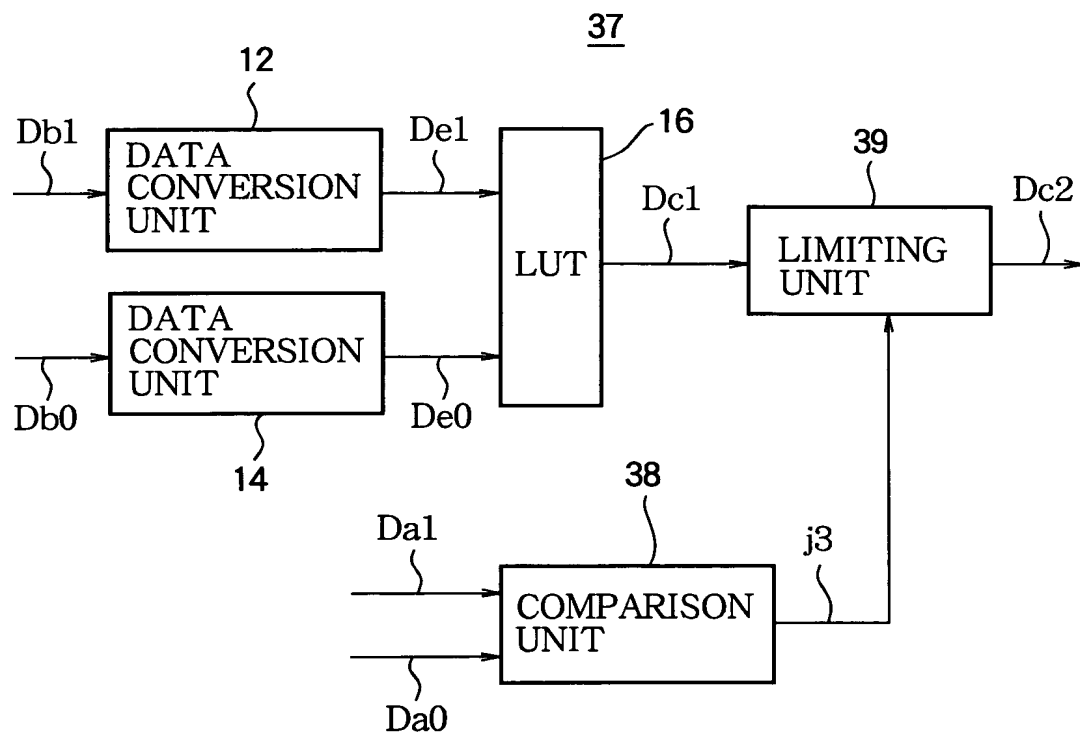 37
12
Db1
DATA
CONVERSION
UNIT
De1
16
39
Dc1
Dc2
LUT
LIMITING
UNIT
DATA
CONVERSION
UNIT
Db0
De0
14
38
Da1
j3
COMPARISON
UNIT
Da0